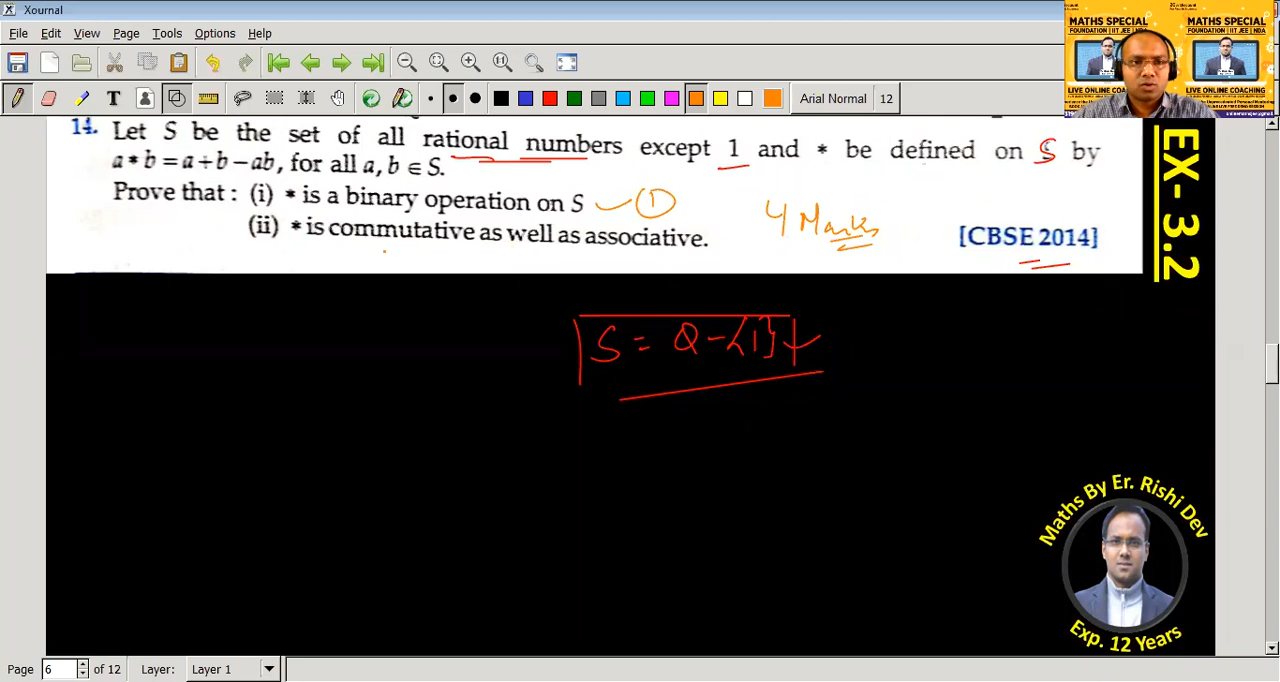 Xournal
File Edit View Page Tools Options Help
Arial Normal 12
MATHS SPECIAL
FOUNDATION | IIT JEE | NDA
LIVE ONLINE COACHING
MATHS SPECIAL
FOUNDATION | IIT JEE | NDA
LIVE ONLINE COACHING
14. Let S be the set of all rational numbers except 1 and * be defined on S by
a * b = a + b – ab, for all a, b ∈ S.
Prove that : (i) * is a binary operation on S ①
(ii) * is commutative as well as associative.
4 Marks
[CBSE 2014]
EX- 3.2
S = Q - {1}
Maths By Er. Rishi Dev
Exp. 12 Years
Page 6 of 12 Layer: Layer 1